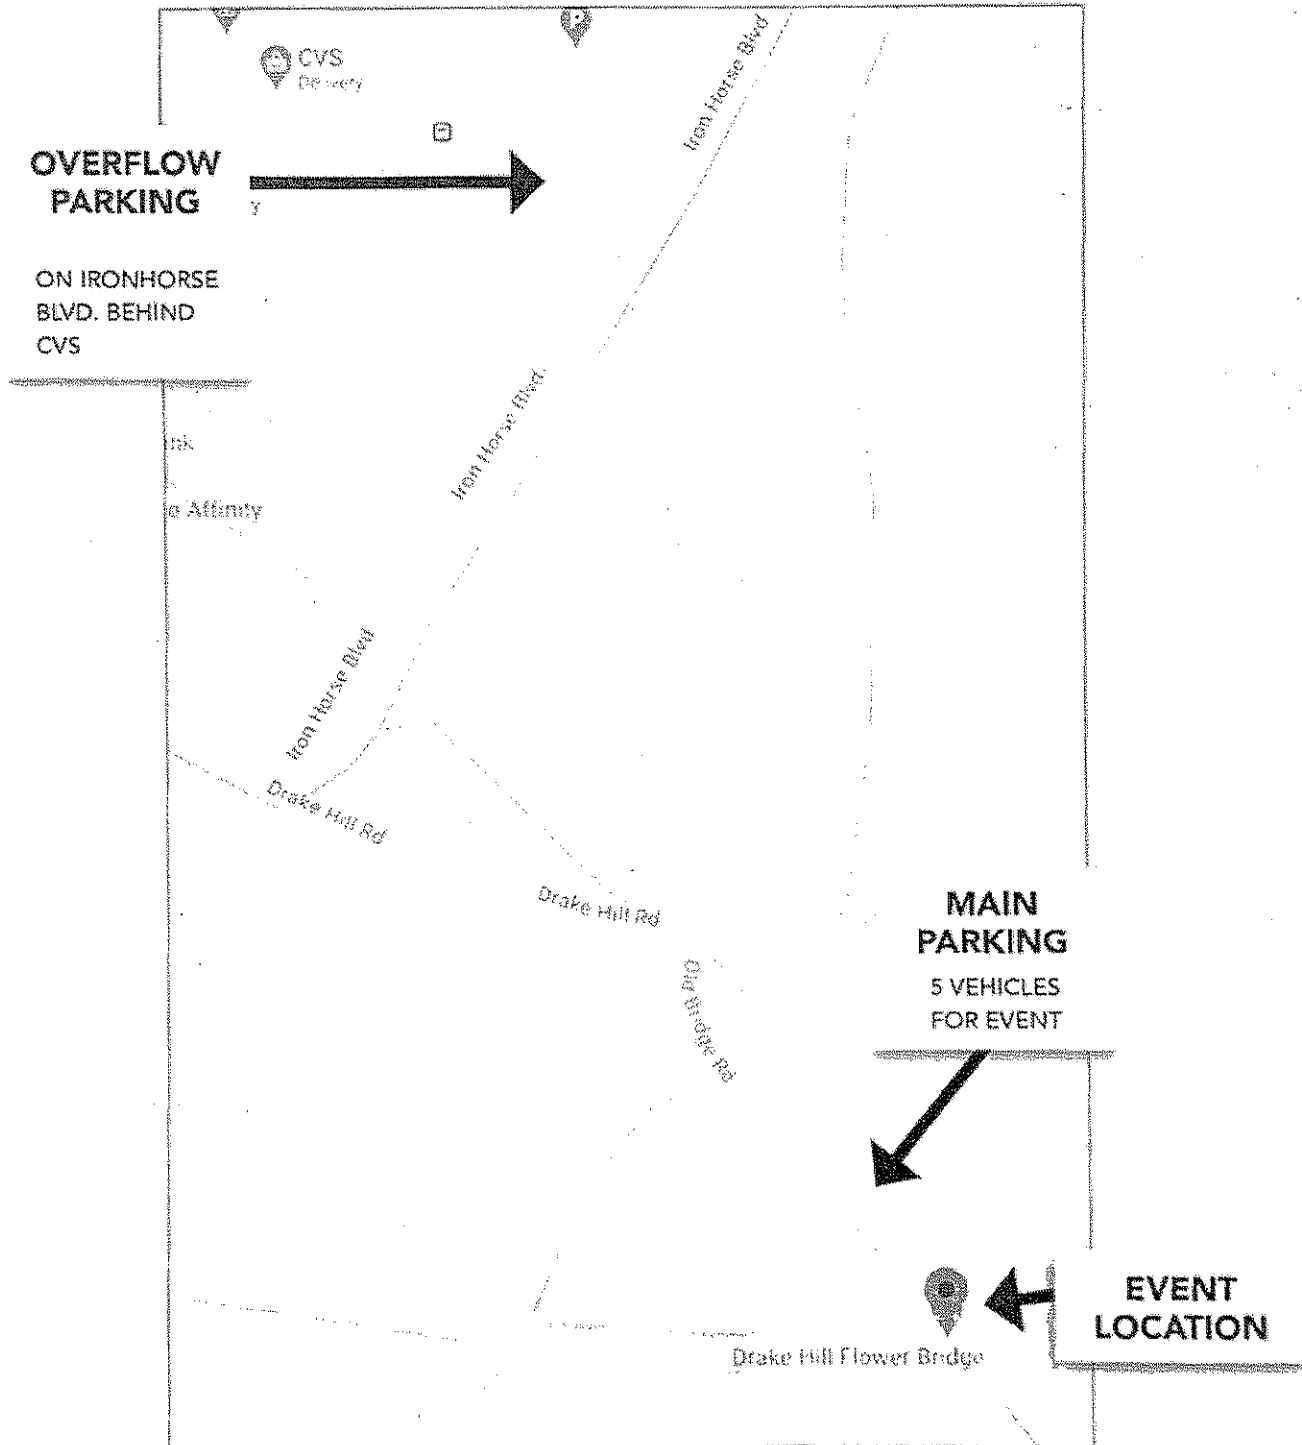 CVS
Iron Horse Blvd
OVERFLOW
PARKING
y
ON IRONHORSE
BLVD. BEHIND
CVS
Iron Horse Blvd.
nk
o Affinity
Iron Horse Blvd
Drake Hill Rd
Drake Hill Rd
MAIN
PARKING
5 VEHICLES
FOR EVENT
Old Bridge Rd
EVENT
LOCATION
Drake Hill Flower Bridge